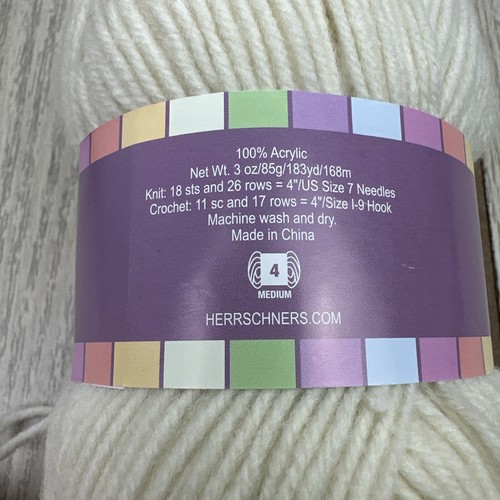 100% Acrylic
Net Wt. 3 oz/85g/183yd/168m
Knit: 18 sts and 26 rows = 4"/US Size 7 Needles
Crochet: 11 sc and 17 rows = 4"/Size I-9 Hook
Machine wash and dry.
Made in China
4
MEDIUM
HERRSCHNERS.COM